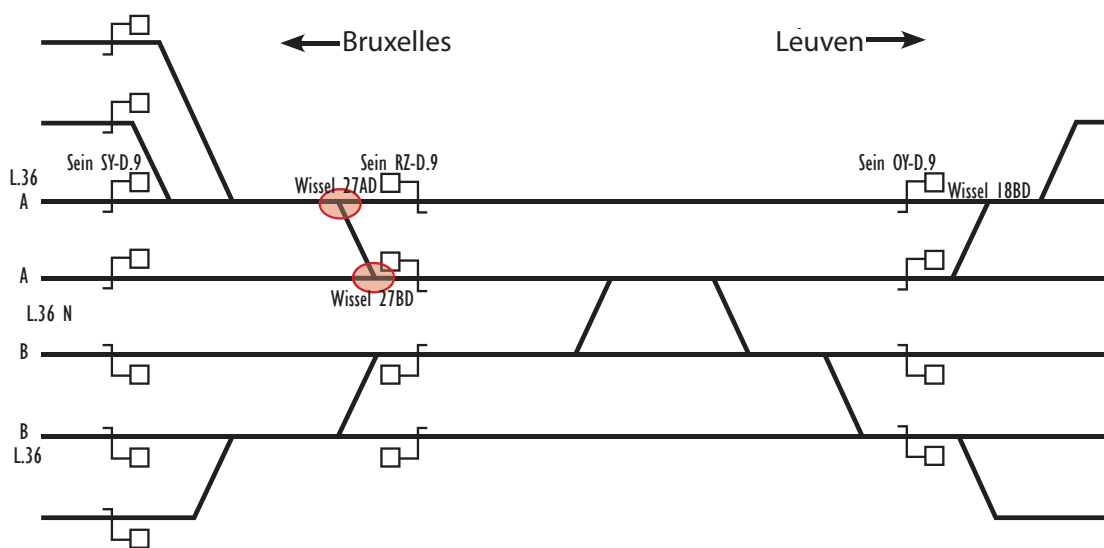 Bruxelles
Leuven
Sein SY-D.9
Sein RZ-D.9
Sein OY-D.9
L.36
A
Wissel 27AD
Wissel 18BD
A
Wissel 27BD
L.36 N
B
B
L.36